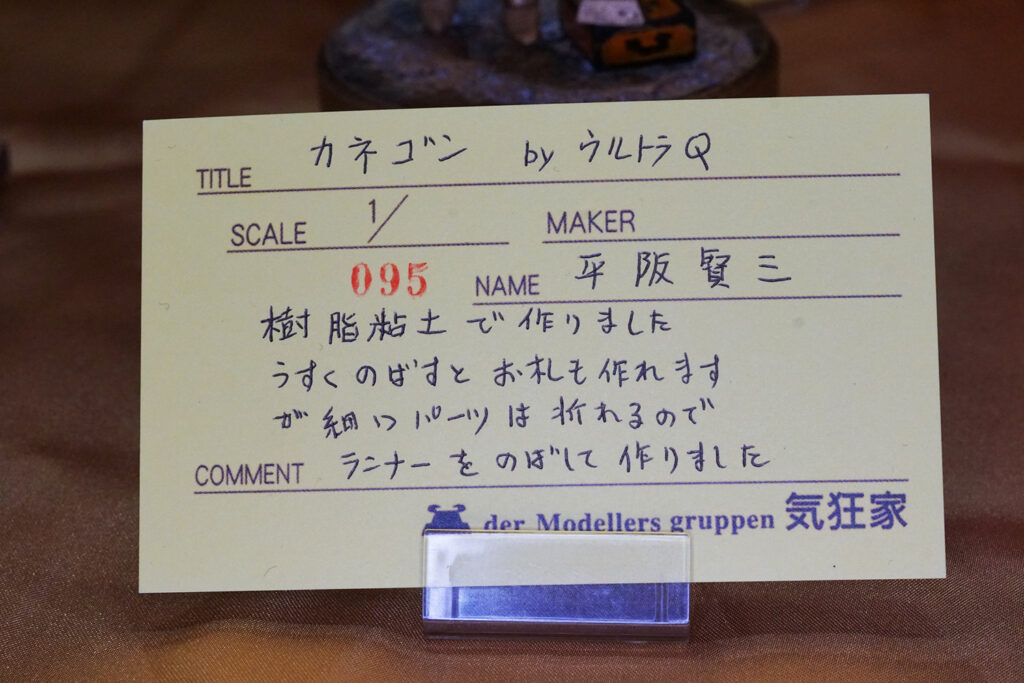 TITLE カネゴン by ウルトラQ
SCALE 1/ MAKER
095 NAME 平阪賢三
樹脂粘土で作りました
うすくのばすとお札も作れます
が細いパーツは折れるので
COMMENT ランナーをのばして作りました
der Modellers gruppen 気狂家